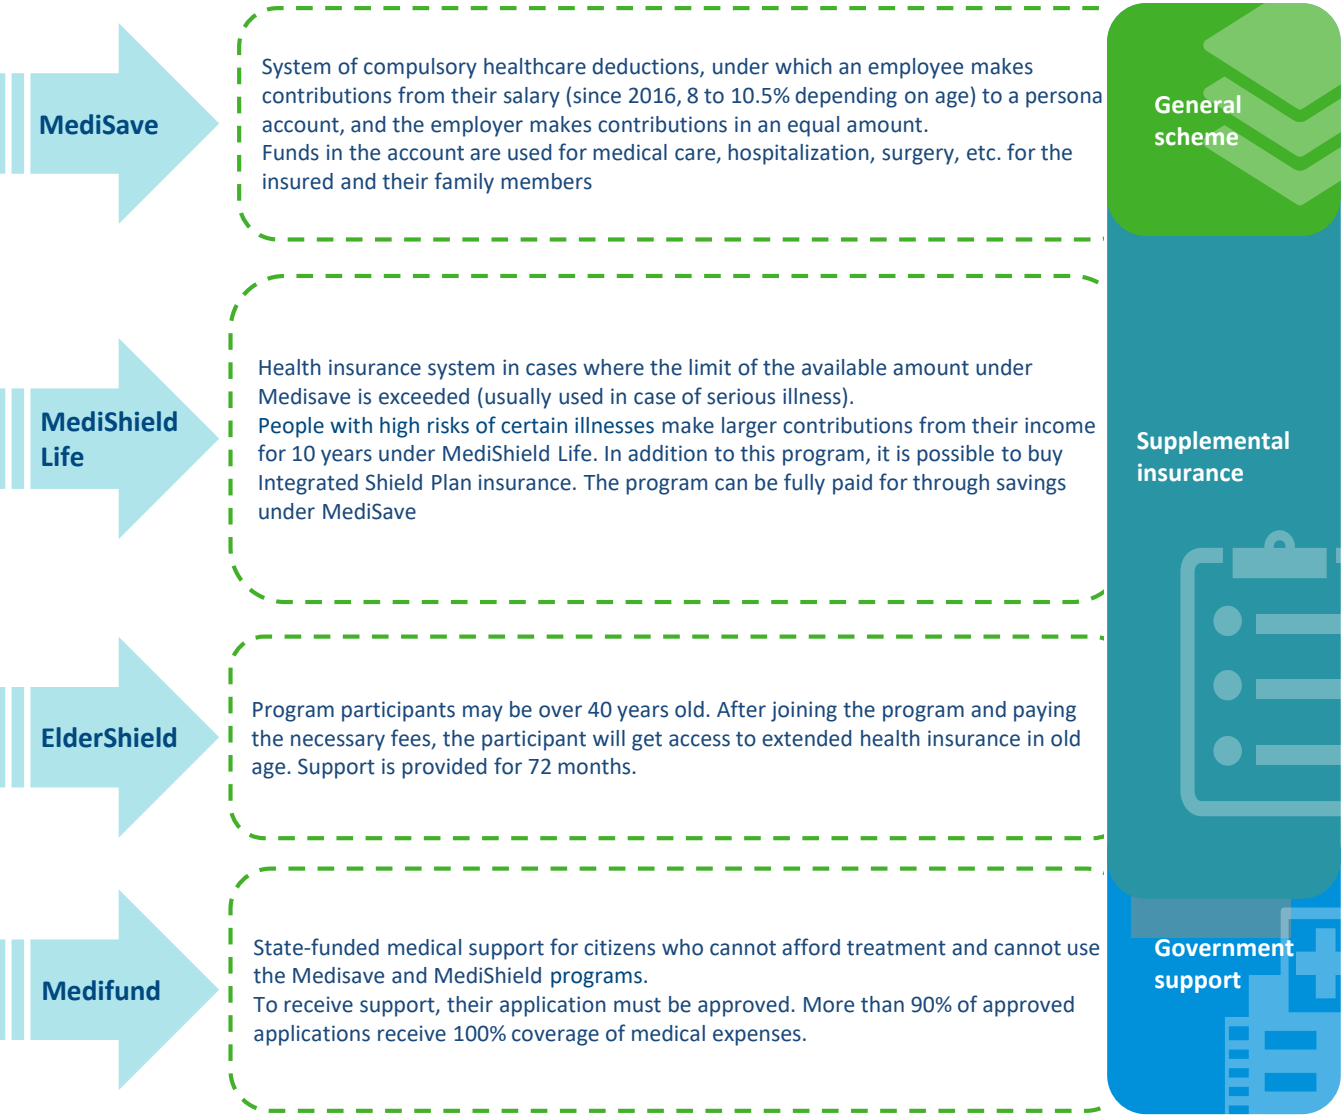 MediSave
System of compulsory healthcare deductions, under which an employee makes
contributions from their salary (since 2016, 8 to 10.5% depending on age) to a persona
account, and the employer makes contributions in an equal amount.
Funds in the account are used for medical care, hospitalization, surgery, etc. for the
insured and their family members
General
scheme
MediShield
Life
Health insurance system in cases where the limit of the available amount under
Medisave is exceeded (usually used in case of serious illness).
People with high risks of certain illnesses make larger contributions from their income
for 10 years under MediShield Life. In addition to this program, it is possible to buy
Integrated Shield Plan insurance. The program can be fully paid for through savings
under MediSave
Supplemental
insurance
ElderShield
Program participants may be over 40 years old. After joining the program and paying
the necessary fees, the participant will get access to extended health insurance in old
age. Support is provided for 72 months.
Medifund
State-funded medical support for citizens who cannot afford treatment and cannot use
the Medisave and MediShield programs.
To receive support, their application must be approved. More than 90% of approved
applications receive 100% coverage of medical expenses.
Government
support